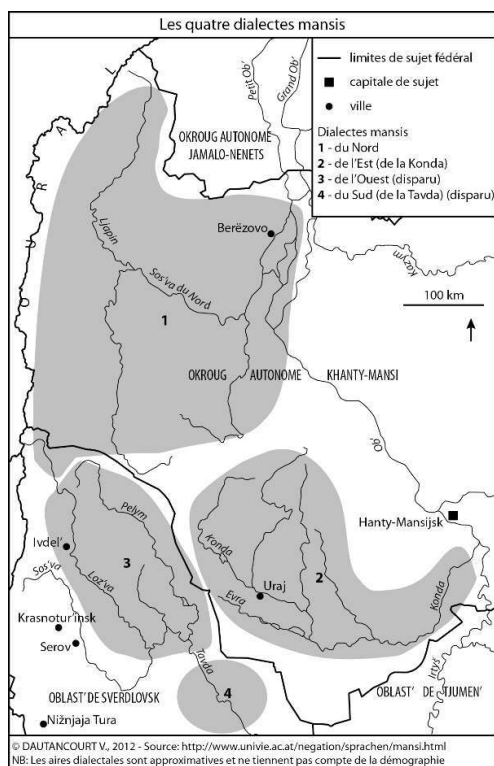 Les quatre dialectes mansis
limites de sujet fédéral
capitale de sujet
ville
Dialectes mansis
1 - du Nord
2 - de l'Est (de la Konda)
3 - de l'Ouest (disparu)
4 - du Sud (de la Tavda) (disparu)
100 km
Petit Ob'
Grand Ob'
OKROUG AUTONOME
JAMALO-NENETS
OURAL
Ljapin
Berëzovo
Kazym
Sos'va du Nord
1
OKROUG AUTONOME KHANTY-MANSI
Ob'
Hanty-Mansijsk
Pelym
Ivdel'
Sos'va
Loz'va
3
Konda
2
Uraj
Evra
Konda
Krasnotur'insk
Serov
Tavda
Irtyš
4
OBLAST' DE SVERDLOVSK
OBLAST' DE TJUMEN'
Nižnjaja Tura
© DAUTANCOURT V., 2012 - Source: http://www.univie.ac.at/negation/sprachen/mansi.html
NB: Les aires dialectales sont approximatives et ne tiennent pas compte de la démographie